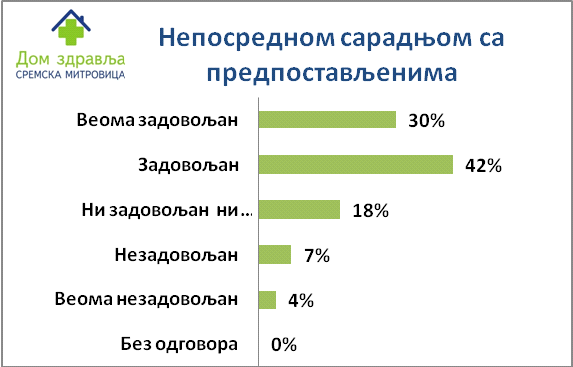 Дом здравља
СРЕМСКА МИТРОВИЦА
Непосредном сарадњом са
предпостављенима
Веома задовољан 30%
Задовољан 42%
Ни задовољан ни... 18%
Незадовољан 7%
Веома незадовољан 4%
Без одговора 0%